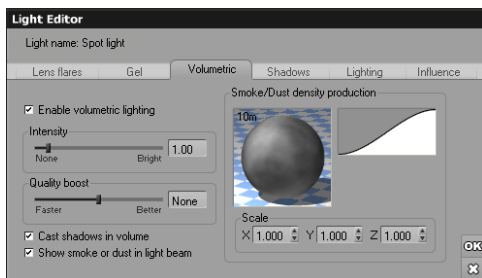 Light Editor
Light name: Spot light
Lens flares Gel Volumetric Shadows Lighting Influence
Smoke/Dust density production
Enable volumetric lighting
10m
Intensity
1.00
None Bright
Quality boost
None
Faster Better
Scale
Cast shadows in volume
X 1.000 Y 1.000 Z 1.000
Show smoke or dust in light beam
OK